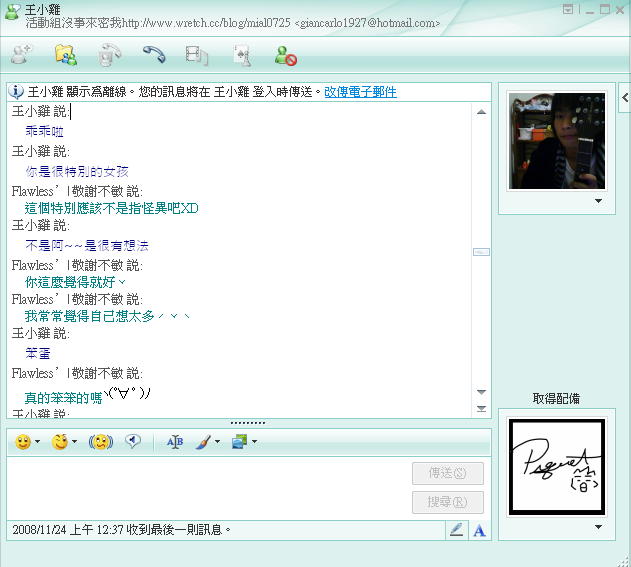 王小雞
活動組沒事來密我http://www.wretch.cc/blog/mial0725 <giancarlo1927@hotmail.com>
王小雞 顯示為離線。您的訊息將在 王小雞 登入時傳送。改傳電子郵件
王小雞 說:
乖乖啦
王小雞 說:
你是很特別的女孩
Flawless’ |敬謝不敏 說:
這個特別應該不是指怪異吧XD
王小雞 說:
不是阿~~是很有想法
Flawless’ |敬謝不敏 說:
你這麼覺得就好ˇ
Flawless’ |敬謝不敏 說:
我常常覺得自己想太多ˊˇˋ
王小雞 說:
笨蛋
Flawless’ |敬謝不敏 說:
真的笨笨的嗎ヽ(ﾟ∀ﾟ)ﾉ
王小雞 說:
取得配備
傳送(S)
搜尋(R)
2008/11/24 上午 12:37 收到最後一則訊息。